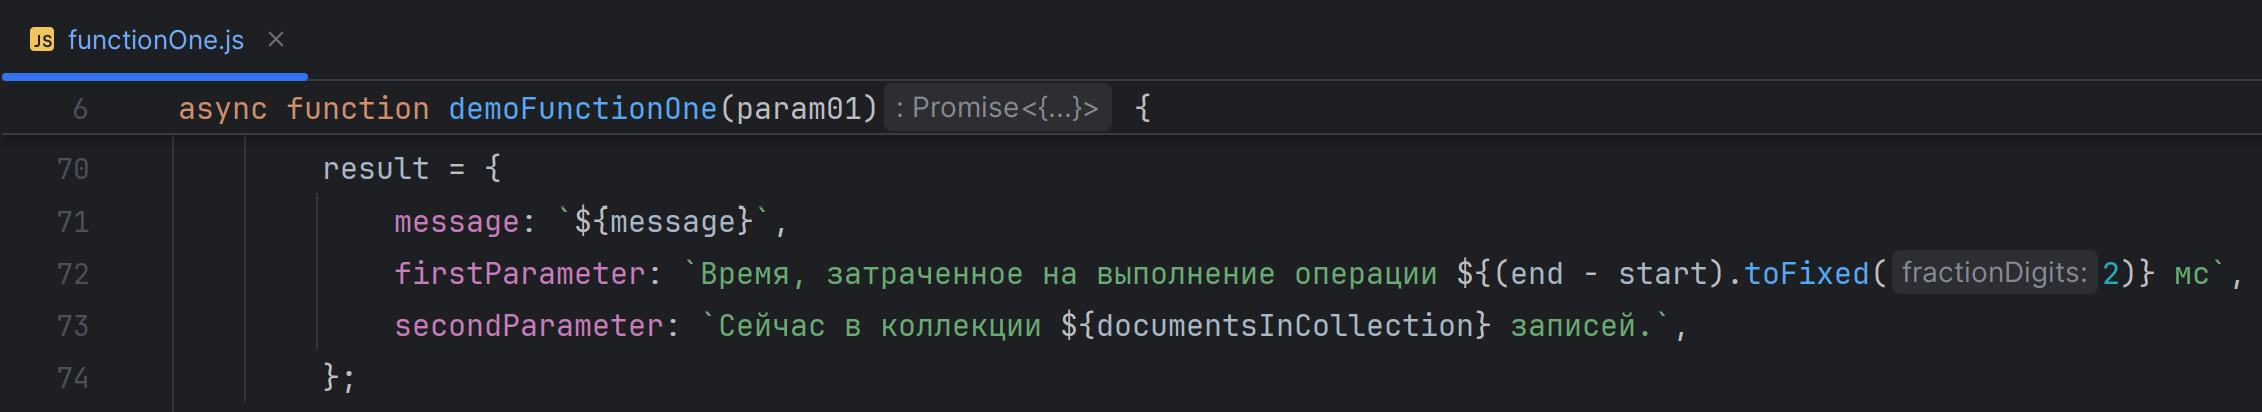 JS functionOne.js ×
6 async function demoFunctionOne(param01) : Promise<{...}> {
70 result = {
71 message: `${message}`,
72 firstParameter: `Время, затраченное на выполнение операции ${(end - start).toFixed( fractionDigits: 2)} мс`,
73 secondParameter: `Сейчас в коллекции ${documentsInCollection} записей.`,
74 };